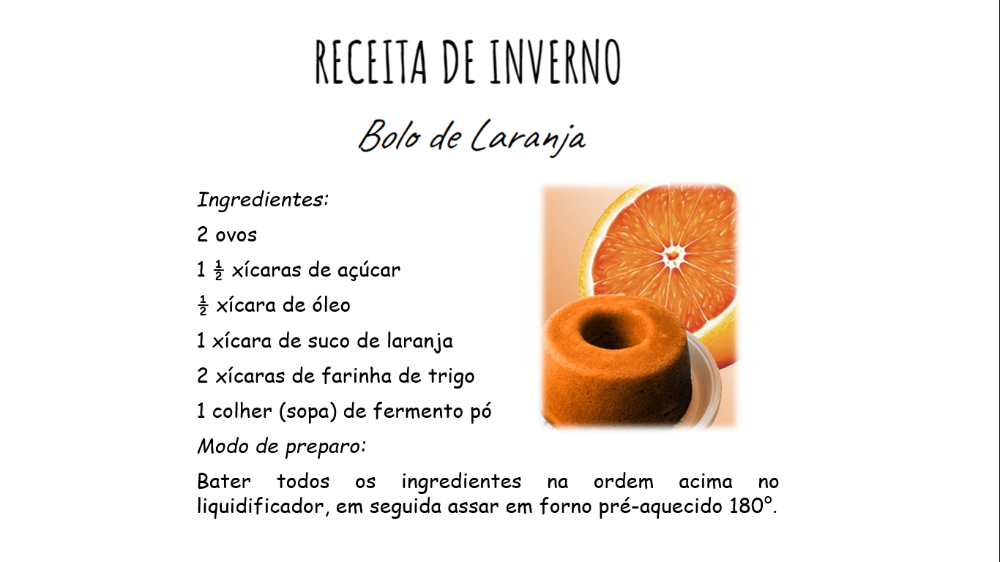 RECEITA DE INVERNO
Bolo de Laranja
Ingredientes:
2 ovos
1 ½ xícaras de açúcar
½ xícara de óleo
1 xícara de suco de laranja
2 xícaras de farinha de trigo
1 colher (sopa) de fermento pó
Modo de preparo:
Bater todos os ingredientes na ordem acima no
liquidificador, em seguida assar em forno pré-aquecido 180°.